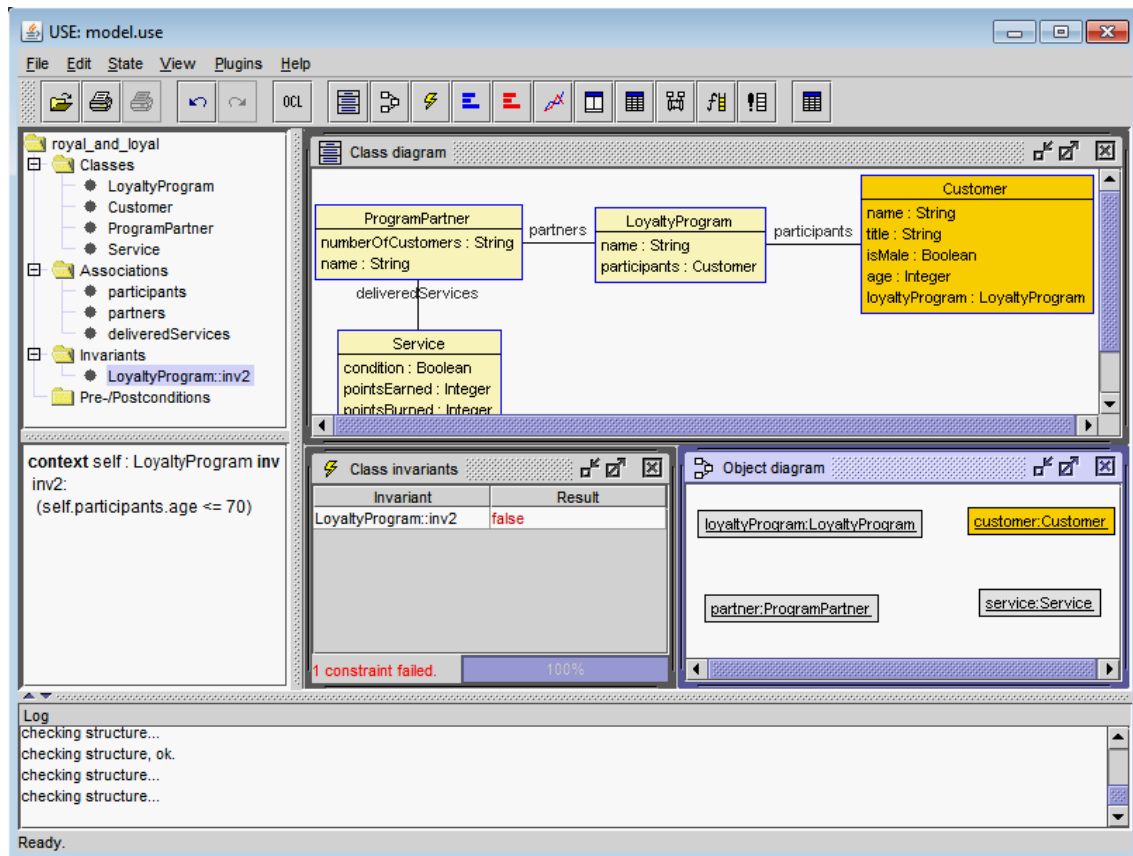 USE: model.use
File Edit State View Plugins Help
OCL
royal_and_loyal
Classes
LoyaltyProgram
Customer
ProgramPartner
Service
Associations
participants
partners
deliveredServices
Invariants
LoyaltyProgram::inv2
Pre-/Postconditions
context self : LoyaltyProgram inv
inv2:
(self.participants.age <= 70)
Class diagram
ProgramPartner
numberOfCustomers : String
name : String
partners
LoyaltyProgram
name : String
participants : Customer
participants
Customer
name : String
title : String
isMale : Boolean
age : Integer
loyaltyProgram : LoyaltyProgram
deliveredServices
Service
condition : Boolean
pointsEarned : Integer
pointsBurned : Integer
Class invariants
Invariant Result
LoyaltyProgram::inv2 false
1 constraint failed. 100%
Object diagram
loyaltyProgram:LoyaltyProgram
customer:Customer
partner:ProgramPartner
service:Service
Log
checking structure...
checking structure, ok.
checking structure...
checking structure...
Ready.